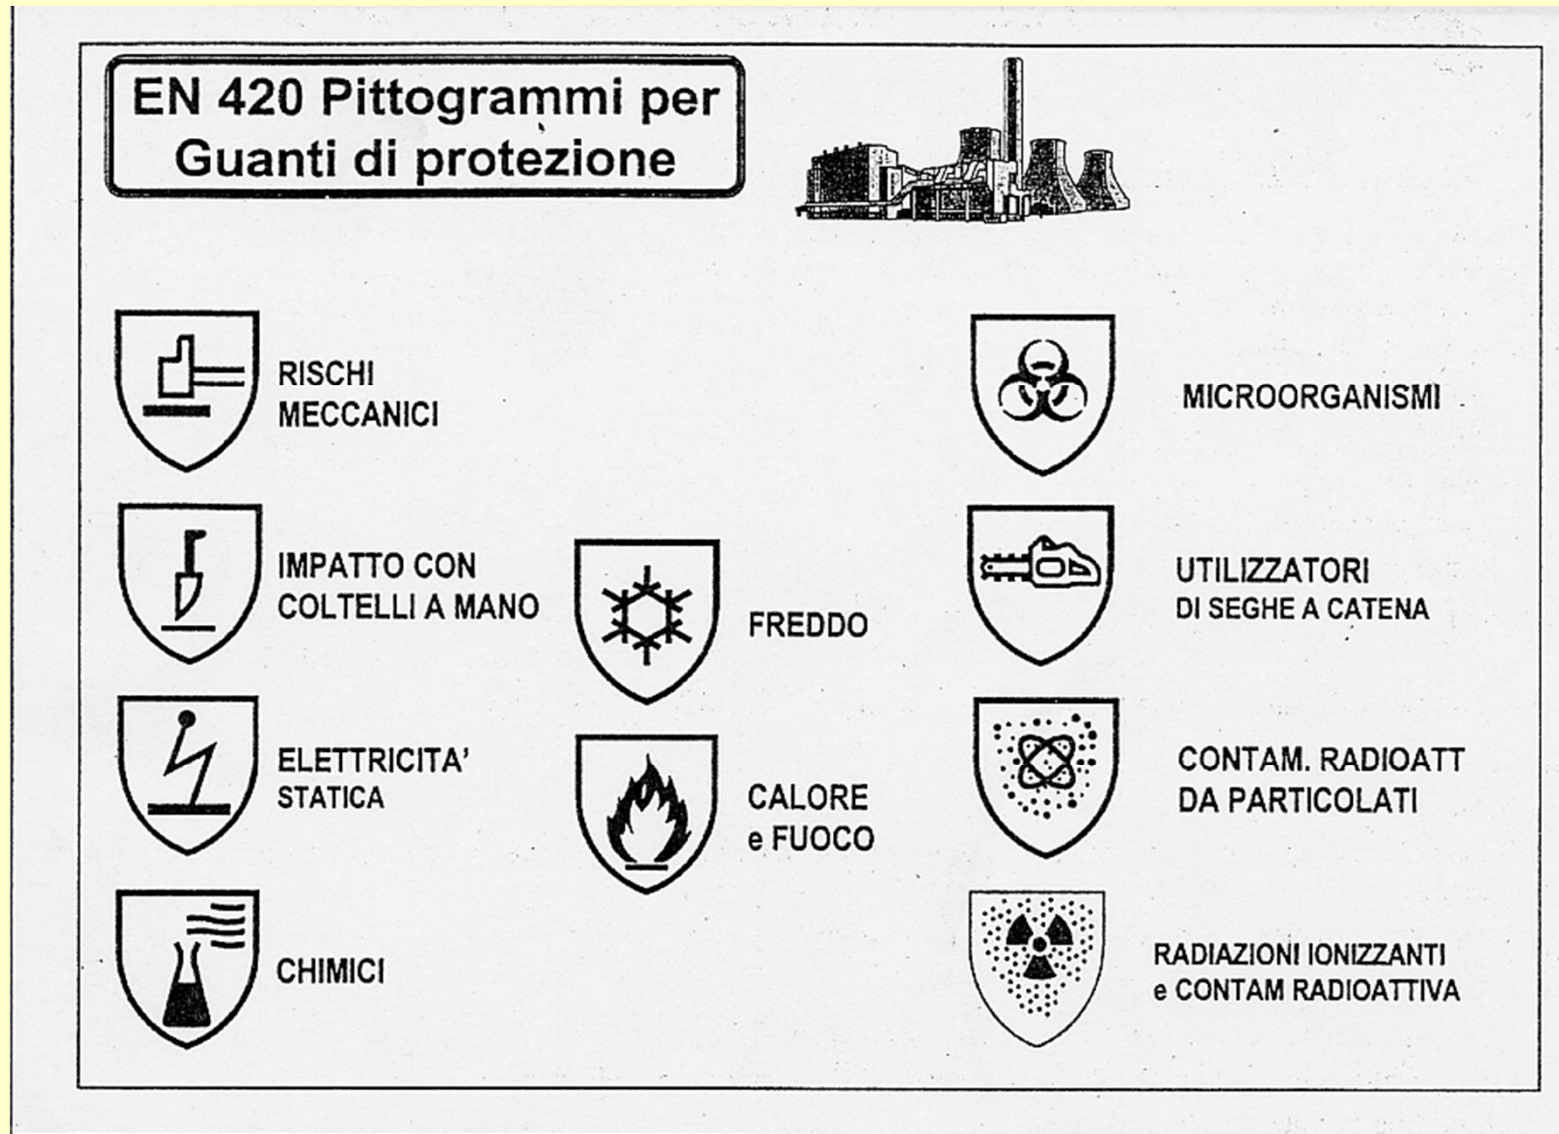 EN 420 Pittogrammi per
Guanti di protezione
RISCHI
MECCANICI
IMPATTO CON
COLTELLI A MANO
ELETTRICITA'
STATICA
CHIMICI
FREDDO
CALORE
e FUOCO
MICROORGANISMI
UTILIZZATORI
DI SEGHE A CATENA
CONTAM. RADIOATT
DA PARTICOLATI
RADIAZIONI IONIZZANTI
e CONTAM RADIOATTIVA